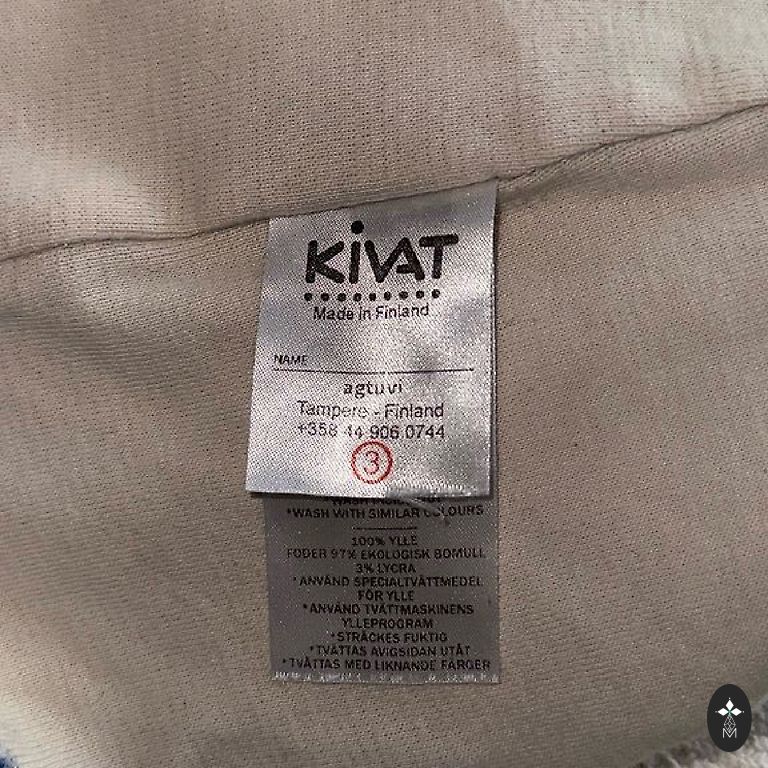 KiVAT
Made in Finland
NAME
agtuvi
Tampere - Finland
+358 44 906 0744
3
*WASH WITH SIMILAR COLOURS
100% YLLE
FODER 97% EKOLOGISK BOMULL
3% LYCRA
*ANVÄND SPECIALTVÄTTMEDEL
FÖR YLLE
*ANVÄND TVÄTTMASKINENS
YLLEPROGRAM
*STRÄCKES FUKTIG
*TVÄTTAS AVIGSIDAN UTÅT
*TVÄTTAS MED LIKNANDE FÄRGER
M